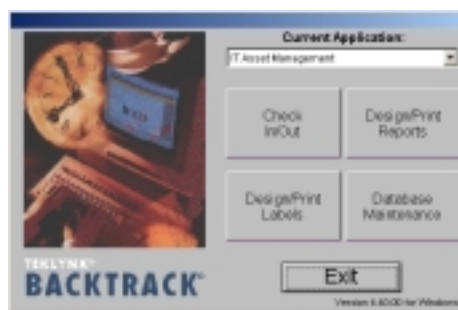 Current Application:
IT Asset Management
Check
In/Out
Design/Print
Reports
Design/Print
Labels
Database
Maintenance
Exit
TEKLYNX®
BACKTRACK®
Version 6.60.00 for Windows